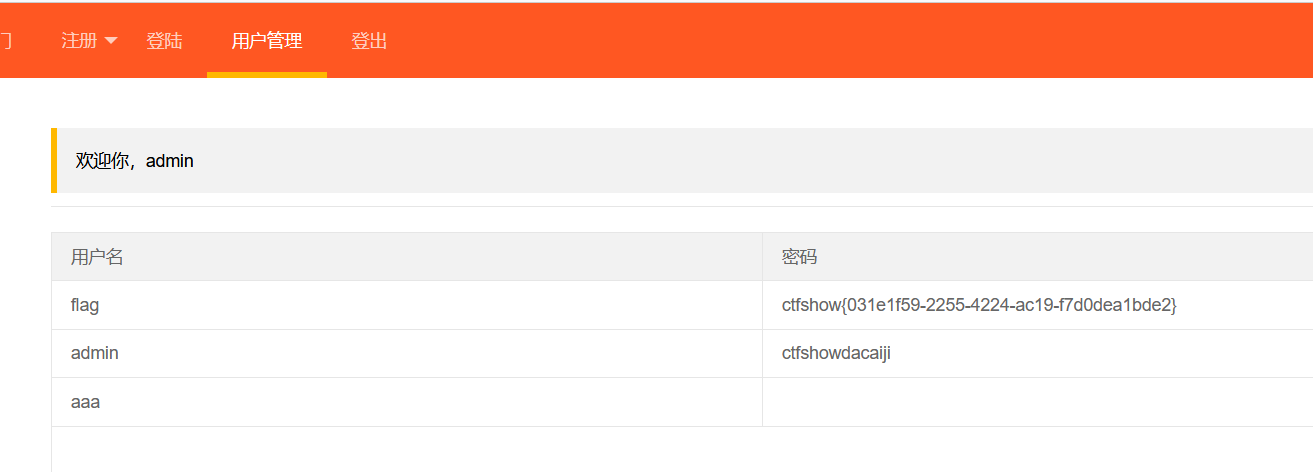 注册 登陆 用户管理 登出
欢迎你，admin
用户名 密码
flag ctfshow{031e1f59-2255-4224-ac19-f7d0dea1bde2}
admin ctfshowdacaiji
aaa